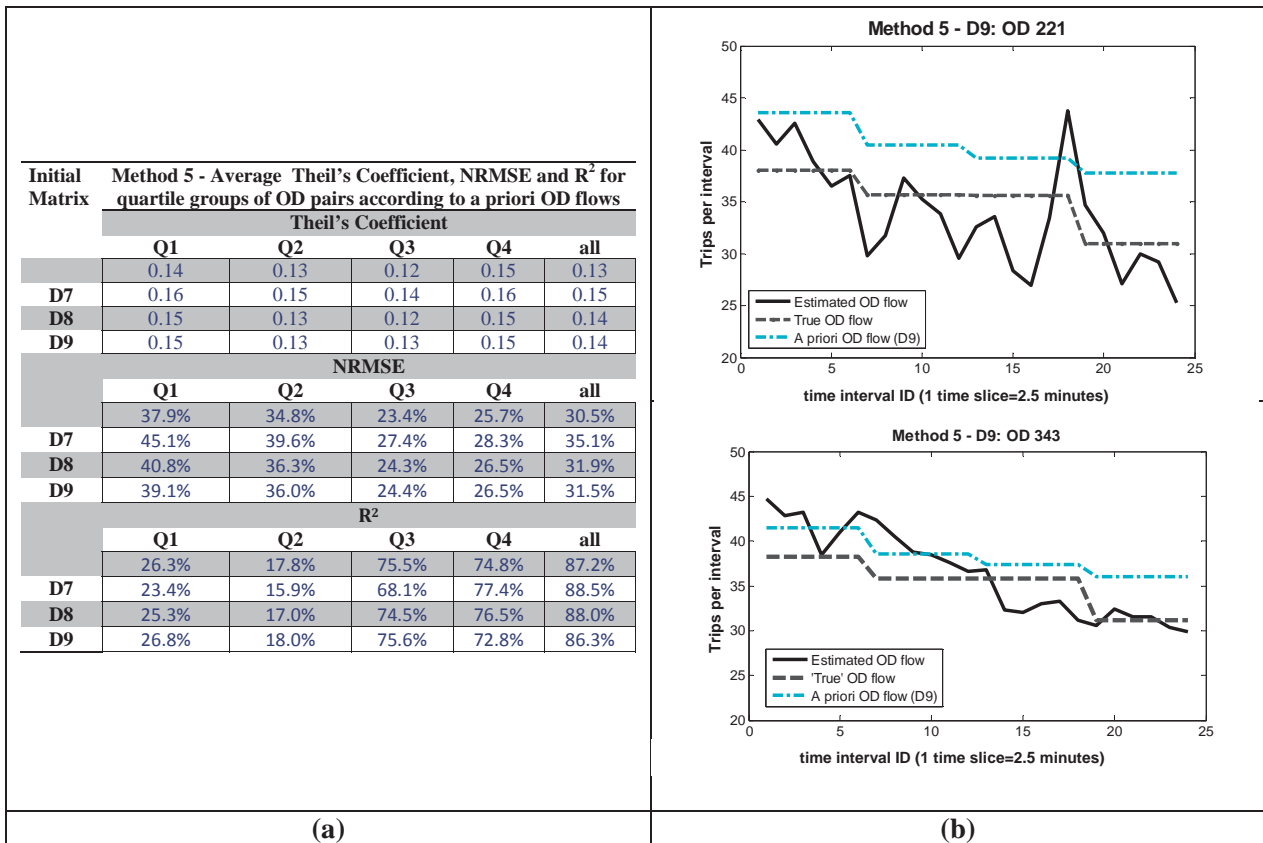 Initial Matrix
Method 5 - Average Theil's Coefficient, NRMSE and R² for quartile groups of OD pairs according to a priori OD flows
Theil's Coefficient
Q1 Q2 Q3 Q4 all
0.14 0.13 0.12 0.15 0.13
D7 0.16 0.15 0.14 0.16 0.15
D8 0.15 0.13 0.12 0.15 0.14
D9 0.15 0.13 0.13 0.15 0.14
NRMSE
Q1 Q2 Q3 Q4 all
37.9% 34.8% 23.4% 25.7% 30.5%
D7 45.1% 39.6% 27.4% 28.3% 35.1%
D8 40.8% 36.3% 24.3% 26.5% 31.9%
D9 39.1% 36.0% 24.4% 26.5% 31.5%
R²
Q1 Q2 Q3 Q4 all
26.3% 17.8% 75.5% 74.8% 87.2%
D7 23.4% 15.9% 68.1% 77.4% 88.5%
D8 25.3% 17.0% 74.5% 76.5% 88.0%
D9 26.8% 18.0% 75.6% 72.8% 86.3%
(a)
Method 5 - D9: OD 221
50
45
40
35
30
25
20
Trips per interval
Estimated OD flow
True OD flow
A priori OD flow (D9)
0 5 10 15 20 25
time interval ID (1 time slice=2.5 minutes)
Method 5 - D9: OD 343
50
45
40
35
30
25
20
Trips per interval
Estimated OD flow
'True' OD flow
A priori OD flow (D9)
0 5 10 15 20 25
time interval ID (1 time slice=2.5 minutes)
(b)